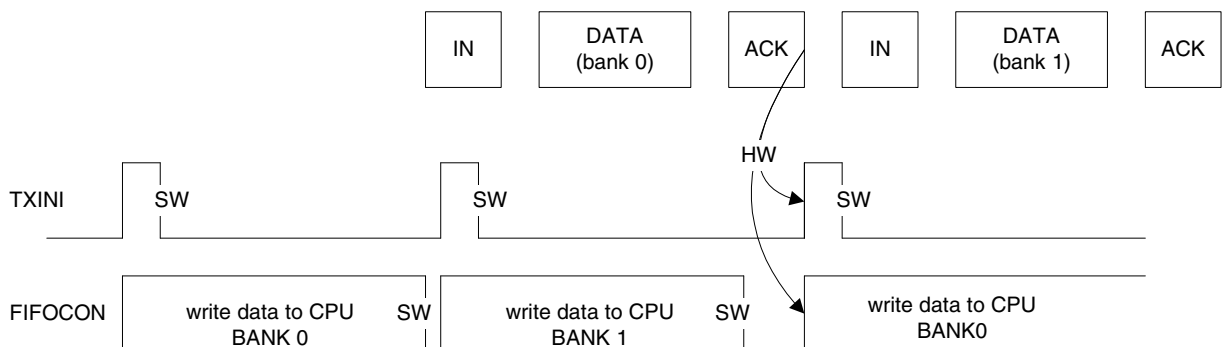 IN
DATA
(bank 0)
ACK
IN
DATA
(bank 1)
ACK
HW
TXINI
SW
SW
SW
FIFOCON
write data to CPU
BANK 0
SW
write data to CPU
BANK 1
SW
write data to CPU
BANK0